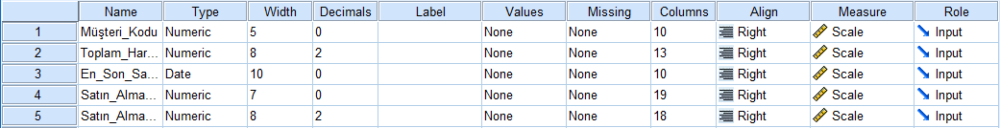 Name Type Width Decimals Label Values Missing Columns Align Measure Role
1 Müşteri_Kodu Numeric 5 0 None None 10 Right Scale Input
2 Toplam_Har... Numeric 8 2 None None 13 Right Scale Input
3 En_Son_Sa... Date 10 0 None None 10 Right Scale Input
4 Satın_Alma... Numeric 7 0 None None 19 Right Scale Input
5 Satın_Alma... Numeric 8 2 None None 18 Right Scale Input